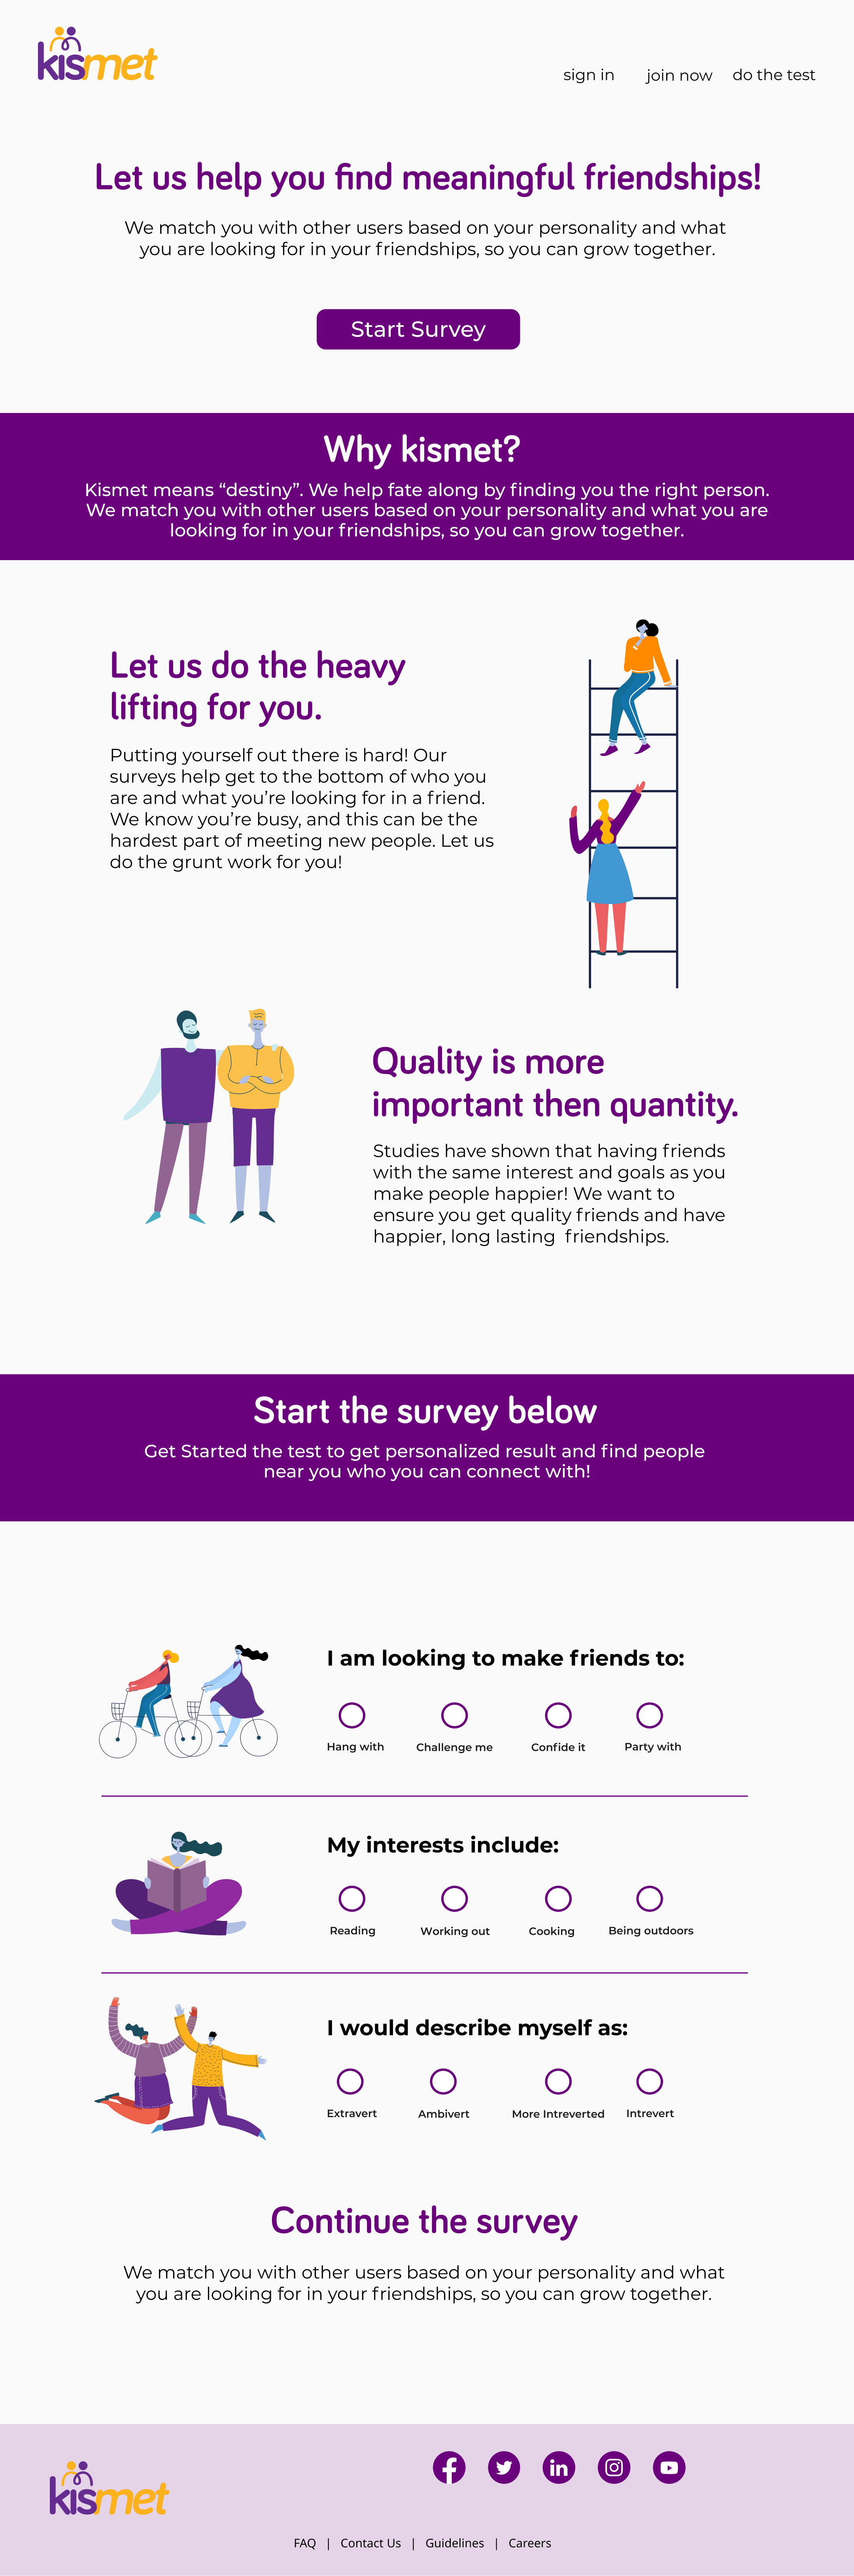 kismet
sign in join now do the test
Let us help you find meaningful friendships!
We match you with other users based on your personality and what
you are looking for in your friendships, so you can grow together.
Start Survey
Why kismet?
Kismet means “destiny”. We help fate along by finding you the right person.
We match you with other users based on your personality and what you are
looking for in your friendships, so you can grow together.
Let us do the heavy
lifting for you.
Putting yourself out there is hard! Our
surveys help get to the bottom of who you
are and what you’re looking for in a friend.
We know you’re busy, and this can be the
hardest part of meeting new people. Let us
do the grunt work for you!
Quality is more
important then quantity.
Studies have shown that having friends
with the same interest and goals as you
make people happier! We want to
ensure you get quality friends and have
happier, long lasting friendships.
Start the survey below
Get Started the test to get personalized result and find people
near you who you can connect with!
I am looking to make friends to:
Hang with Challenge me Confide it Party with
My interests include:
Reading Working out Cooking Being outdoors
I would describe myself as:
Extravert Ambivert More Intreverted Intrevert
Continue the survey
We match you with other users based on your personality and what
you are looking for in your friendships, so you can grow together.
kismet
FAQ | Contact Us | Guidelines | Careers